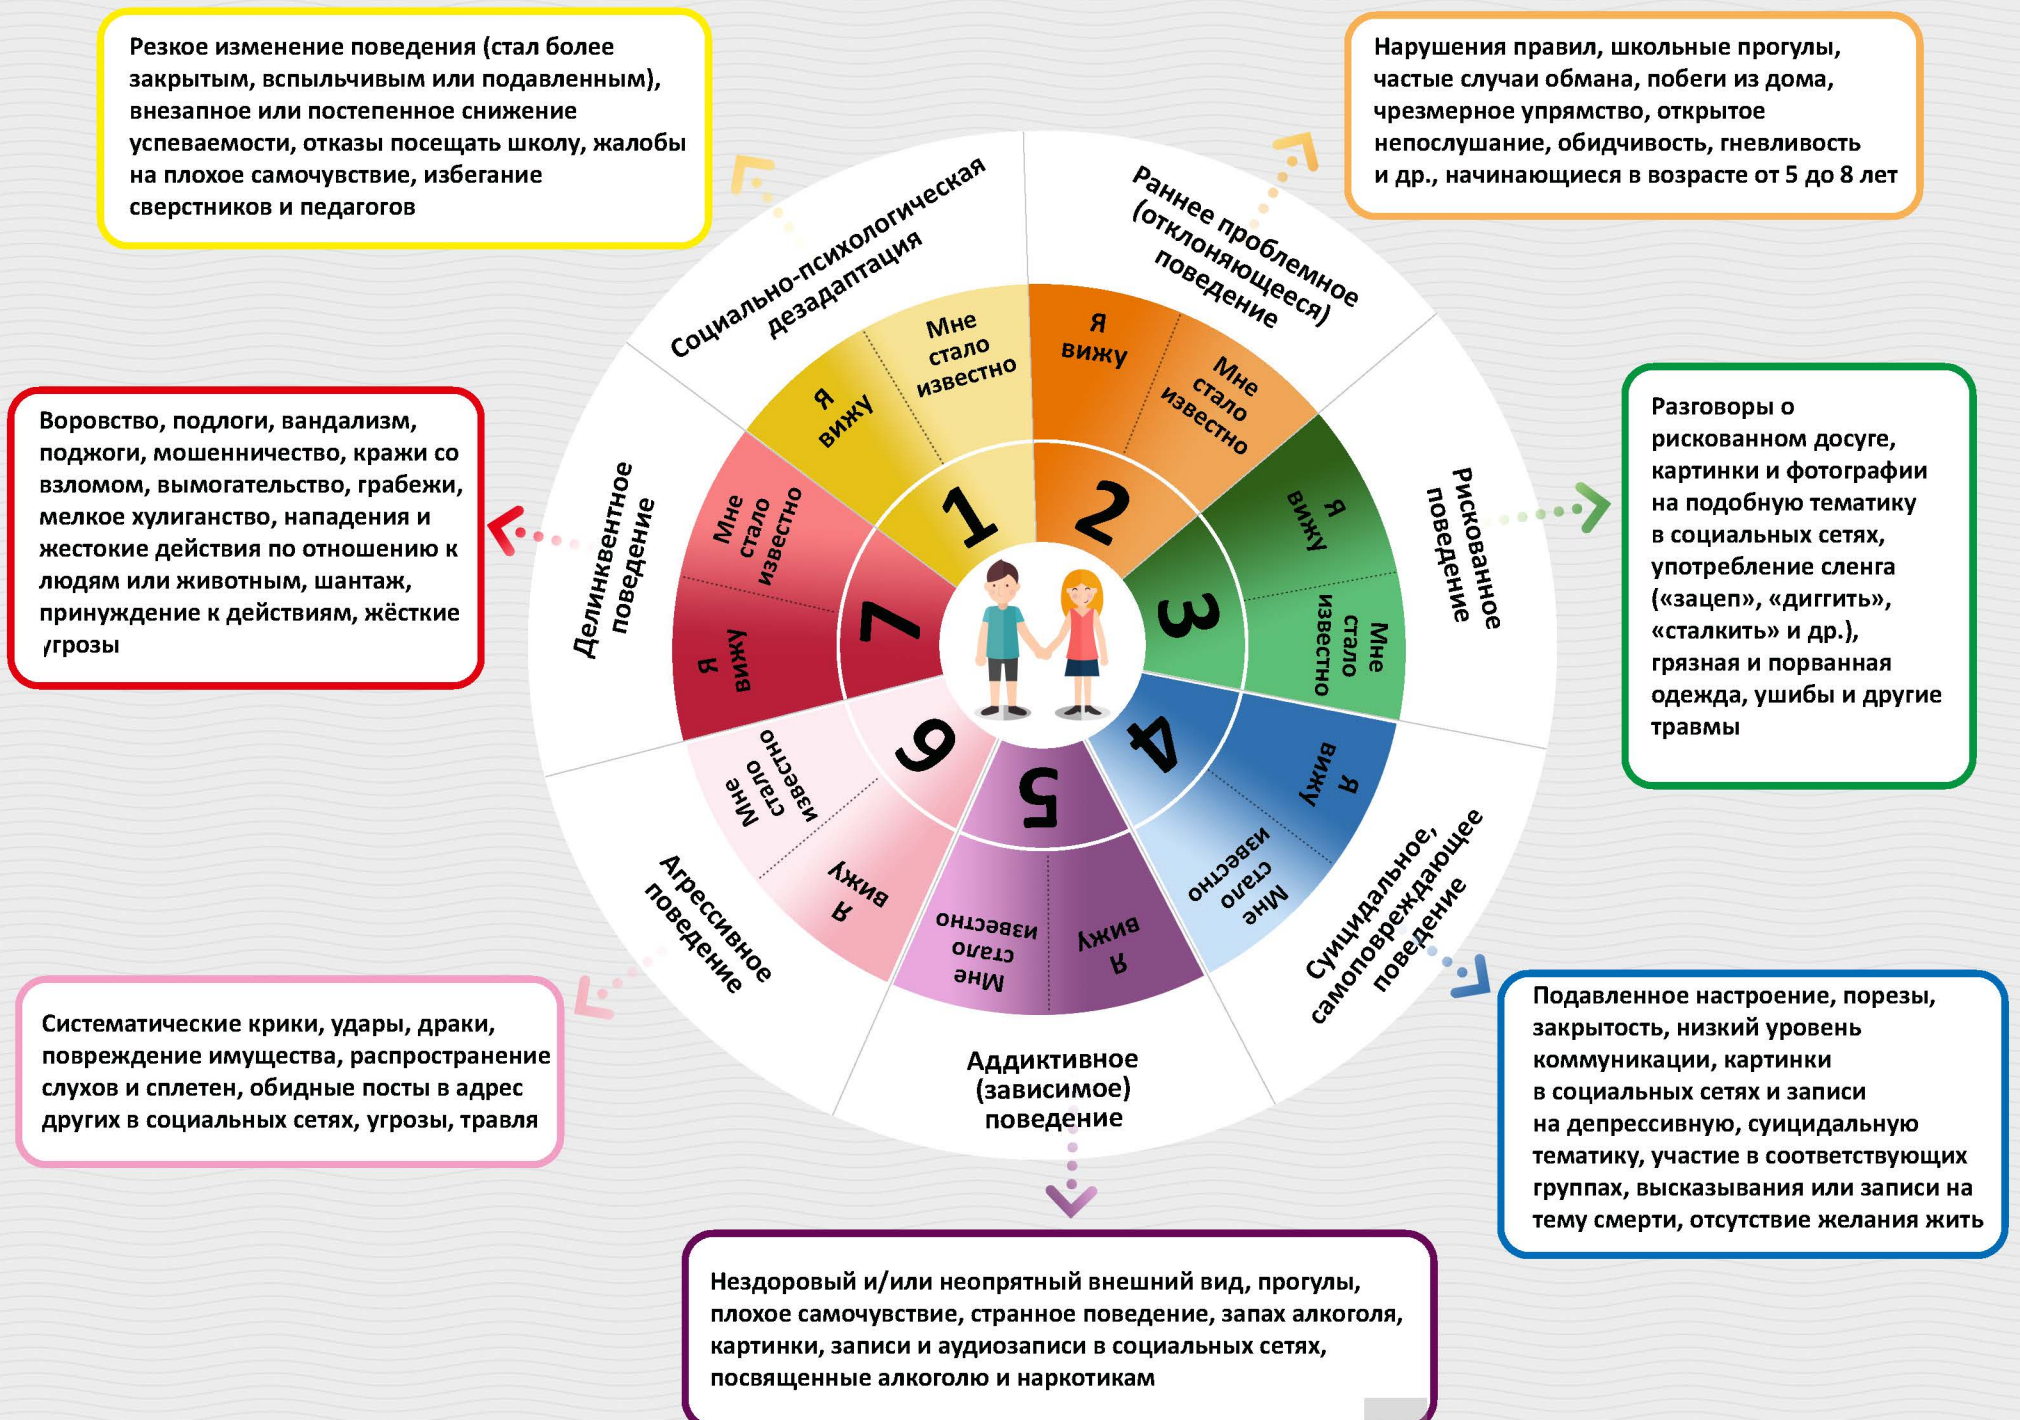 Резкое изменение поведения (стал более
закрытым, вспыльчивым или подавленным),
внезапное или постепенное снижение
успеваемости, отказы посещать школу, жалобы
на плохое самочувствие, избегание
сверстников и педагогов
Нарушения правил, школьные прогулы,
частые случаи обмана, побеги из дома,
чрезмерное упрямство, открытое
непослушание, обидчивость, гневливость
и др., начинающиеся в возрасте от 5 до 8 лет
Социально-психологическая
дезадаптация
Я
вижу
Мне
стало
известно
1
Раннее проблемное
(отклоняющееся)
поведение
Я
вижу
Мне
стало
известно
2
Рискованное
поведение
Я
вижу
Мне
стало
известно
3
Разговоры о
рискованном досуге,
картинки и фотографии
на подобную тематику
в социальных сетях,
употребление сленга
(«зацеп», «диггить»,
«сталкить» и др.),
грязная и порванная
одежда, ушибы и другие
травмы
Суицидальное,
самоповреждающее
поведение
Я
вижу
Мне
стало
известно
4
Подавленное настроение, порезы,
закрытость, низкий уровень
коммуникации, картинки
в социальных сетях и записи
на депрессивную, суицидальную
тематику, участие в соответствующих
группах, высказывания или записи на
тему смерти, отсутствие желания жить
5
Я
вижу
Мне
стало
известно
Аддиктивное
(зависимое)
поведение
Нездоровый и/или неопрятный внешний вид, прогулы,
плохое самочувствие, странное поведение, запах алкоголя,
картинки, записи и аудиозаписи в социальных сетях,
посвященные алкоголю и наркотикам
6
Я
вижу
Мне
стало
известно
Агрессивное
поведение
Систематические крики, удары, драки,
повреждение имущества, распространение
слухов и сплетен, обидные посты в адрес
других в социальных сетях, угрозы, травля
7
Я
вижу
Мне
стало
известно
Делинквентное
поведение
Воровство, подлоги, вандализм,
поджоги, мошенничество, кражи со
взломом, вымогательство, грабежи,
мелкое хулиганство, нападения и
жестокие действия по отношению к
людям или животным, шантаж,
принуждение к действиям, жёсткие
угрозы